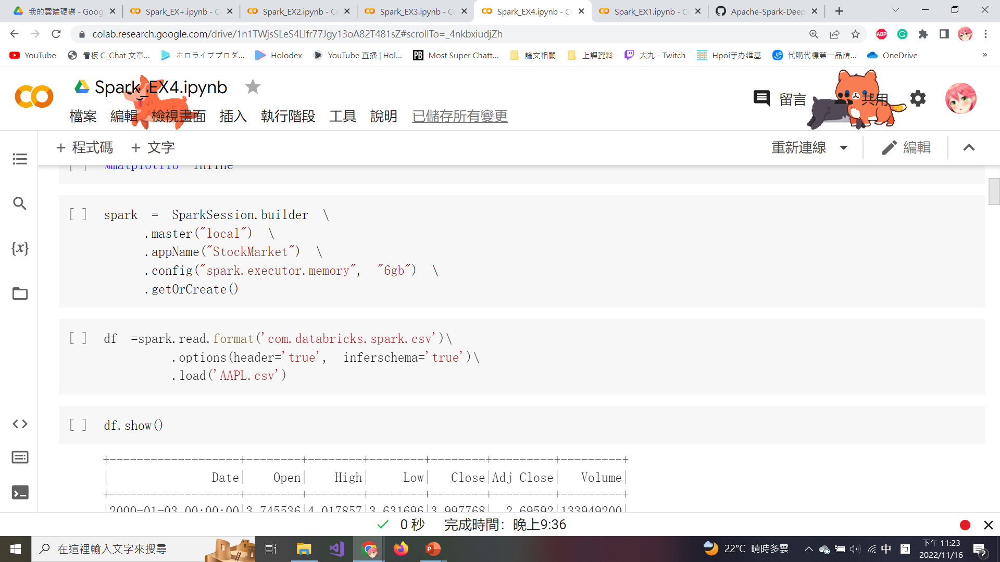 我的雲端硬碟 - Goog
Spark_EX+.ipynb - Co
Spark_EX2.ipynb - Co
Spark_EX3.ipynb - Co
Spark_EX4.ipynb - Co
Spark_EX1.ipynb - Co
Apache-Spark-Deep
colab.research.google.com/drive/1n1TWjsSLeS4Llfr77Jgy13oA82T481sZ#scrollTo=_4nkbxiudjZh
ABP
YouTube
看板 C_Chat 文章...
ホロライブプロダ...
Holodex
YouTube 直播 | Hol...
PB
Most Super Chatt...
論文相關
上課資料
大丸 - Twitch
Hpoi手办维基
代購代標第一品牌...
OneDrive
»
Spark_EX4.ipynb
留言
共用
檔案 編輯 檢視畫面 插入 執行階段 工具 說明 已儲存所有變更
+ 程式碼 + 文字
重新連線
編輯
[ ] %matplotlib inline
[ ] spark = SparkSession.builder \
.master("local") \
.appName("StockMarket") \
.config("spark.executor.memory", "6gb") \
.getOrCreate()
[ ] df =spark.read.format('com.databricks.spark.csv')\
.options(header='true', inferschema='true')\
.load('AAPL.csv')
[ ] df.show()
+-------------------+--------+--------+--------+--------+---------+---------+
| Date| Open| High| Low| Close|Adj Close| Volume|
+-------------------+--------+--------+--------+--------+---------+---------+
|2000-01-03 00:00:00|3.745536|4.017857|3.631696|3.997768| 2.69592|133949200|
{x}
0 秒 完成時間: 晚上9:36
在這裡輸入文字來搜尋
22°C 晴時多雲
中
下午 11:23
2022/11/16
2